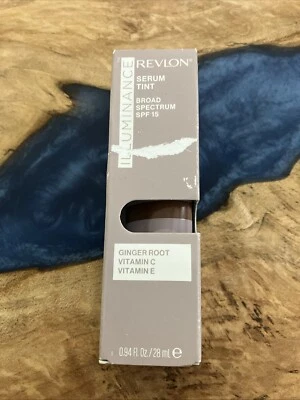 ILLUMINANCE
REVLON®
SERUM
TINT
BROAD
SPECTRUM
SPF 15
GINGER ROOT
VITAMIN C
VITAMIN E
0.94 Fl. Oz./ 28 mL ℮